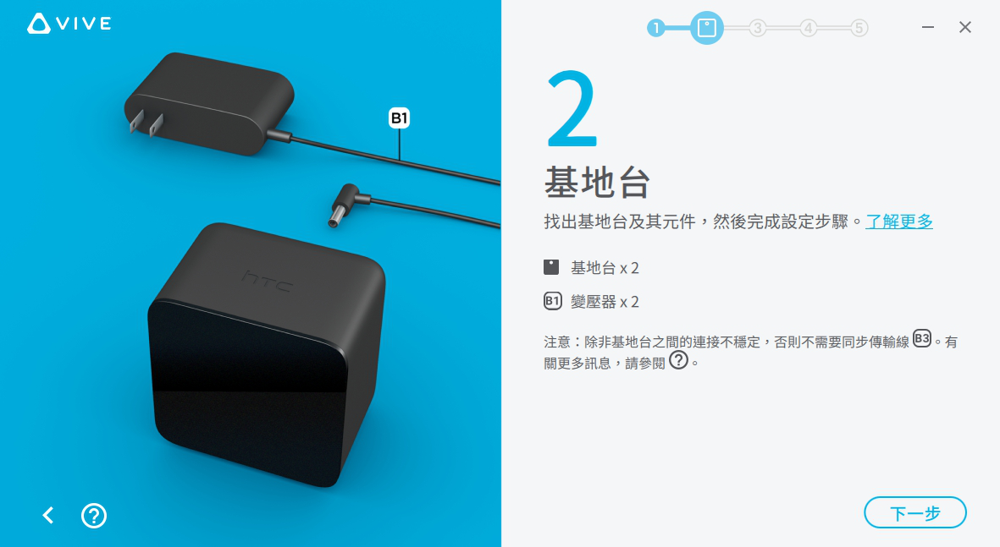 VIVE
B1
htc
1
3
4
5
2
基地台
找出基地台及其元件，然後完成設定步驟。了解更多
基地台 x 2
B1 變壓器 x 2
注意：除非基地台之間的連接不穩定，否則不需要同步傳輸線 B3。有
關更多訊息，請參閱 ?。
?
下一步